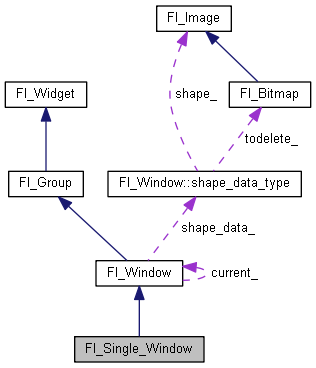 Fl_Image
Fl_Widget
shape_
Fl_Bitmap
todelete_
Fl_Group
Fl_Window::shape_data_type
shape_data_
Fl_Window
current_
Fl_Single_Window